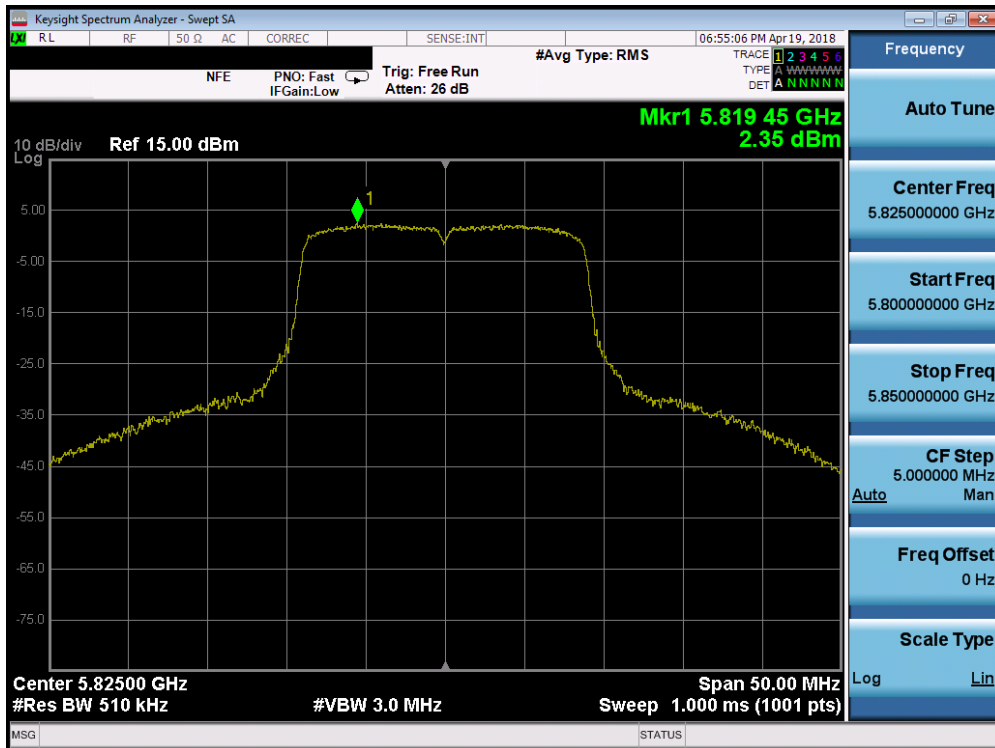 Keysight Spectrum Analyzer - Swept SA
LXI RL RF 50 Ω AC CORREC SENSE:INT 06:55:06 PM Apr 19, 2018
NFE PNO: Fast Trig: Free Run #Avg Type: RMS TRACE 1 2 3 4 5 6
IFGain:Low Atten: 26 dB TYPE A W W W W W
DET A N N N N N
Mkr1 5.819 45 GHz
2.35 dBm
10 dB/div Ref 15.00 dBm
Log
1
5.00
-5.00
-15.0
-25.0
-35.0
-45.0
-55.0
-65.0
-75.0
Center 5.82500 GHz Span 50.00 MHz
#Res BW 510 kHz #VBW 3.0 MHz Sweep 1.000 ms (1001 pts)
MSG STATUS
Frequency
Auto Tune
Center Freq
5.825000000 GHz
Start Freq
5.800000000 GHz
Stop Freq
5.850000000 GHz
CF Step
5.000000 MHz
Auto Man
Freq Offset
0 Hz
Scale Type
Log Lin